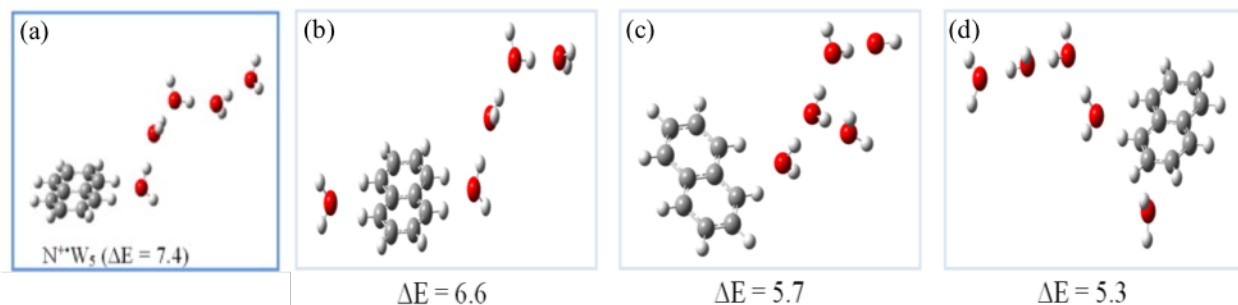 (a)
(b)
(c)
(d)
N⁺•W₅ (ΔE = 7.4)
ΔE = 6.6
ΔE = 5.7
ΔE = 5.3